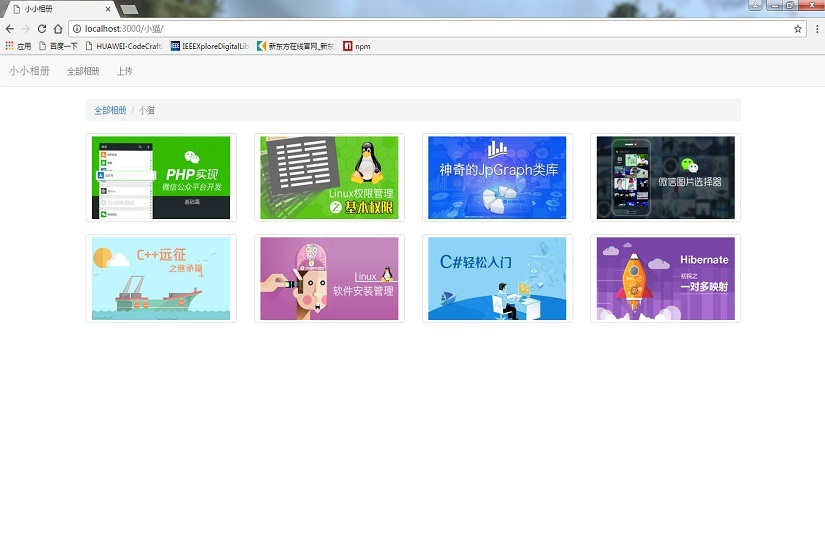 小小相册
localhost:3000/小猫/
应用 百度一下 HUAWEI-CodeCraft IEEEXploreDigitalLib 新东方在线官网_新东 npm
小小相册 全部相册 上传
全部相册 / 小猫
PHP实现
微信公众平台开发
基础篇
Linux权限管理
之 基本权限
神奇的JpGraph类库
微信图片选择器
C++远征
之继承篇
Linux
软件安装管理
C#轻松入门
Hibernate
初探之
一对多映射